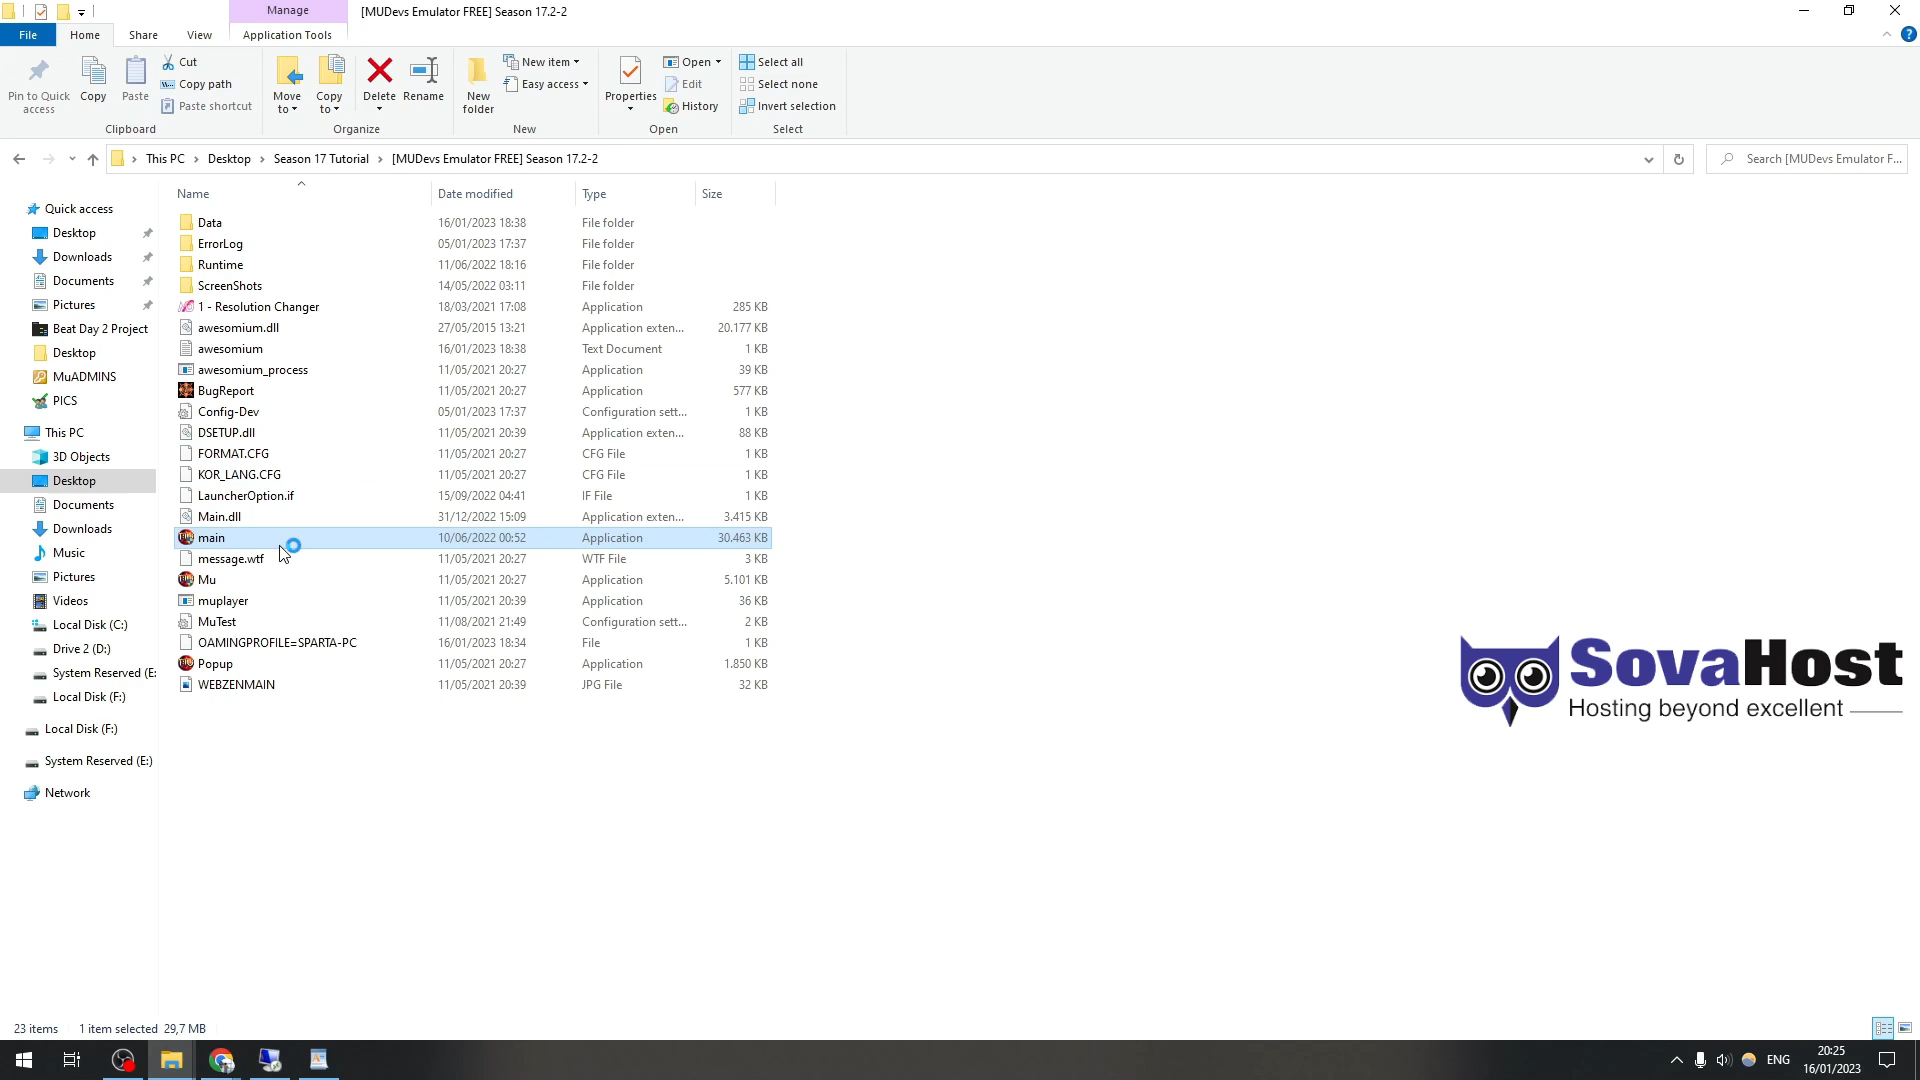 Manage
[MUDevs Emulator FREE] Season 17.2-2
File
Home
Share
View
Application Tools
Pin to Quick access
Copy
Paste
Cut
Copy path
Paste shortcut
Move to
Copy to
Delete
Rename
New folder
New item
Easy access
Properties
Open
Edit
History
Select all
Select none
Invert selection
Clipboard
Organize
New
Open
Select
This PC
Desktop
Season 17 Tutorial
[MUDevs Emulator FREE] Season 17.2-2
Search [MUDevs Emulator F...
Quick access
Desktop
Downloads
Documents
Pictures
Beat Day 2 Project
Desktop
MuADMINS
PICS
This PC
3D Objects
Desktop
Documents
Downloads
Music
Pictures
Videos
Local Disk (C:)
Drive 2 (D:)
System Reserved (E:
Local Disk (F:)
Local Disk (F:)
System Reserved (E:)
Network
Name Date modified Type Size
Data 16/01/2023 18:38 File folder
ErrorLog 05/01/2023 17:37 File folder
Runtime 11/06/2022 18:16 File folder
ScreenShots 14/05/2022 03:11 File folder
1 - Resolution Changer 18/03/2021 17:08 Application 285 KB
awesomium.dll 27/05/2015 13:21 Application exten... 20.177 KB
awesomium 16/01/2023 18:38 Text Document 1 KB
awesomium_process 11/05/2021 20:27 Application 39 KB
BugReport 11/05/2021 20:27 Application 577 KB
Config-Dev 05/01/2023 17:37 Configuration sett... 1 KB
DSETUP.dll 11/05/2021 20:39 Application exten... 88 KB
FORMAT.CFG 11/05/2021 20:27 CFG File 1 KB
KOR_LANG.CFG 11/05/2021 20:27 CFG File 1 KB
LauncherOption.if 15/09/2022 04:41 IF File 1 KB
Main.dll 31/12/2022 15:09 Application exten... 3.415 KB
main 10/06/2022 00:52 Application 30.463 KB
message.wtf 11/05/2021 20:27 WTF File 3 KB
Mu 11/05/2021 20:27 Application 5.101 KB
muplayer 11/05/2021 20:39 Application 36 KB
MuTest 11/08/2021 21:49 Configuration sett... 2 KB
OAMINGPROFILE=SPARTA-PC 16/01/2023 18:34 File 1 KB
Popup 11/05/2021 20:27 Application 1.850 KB
WEBZENMAIN 11/05/2021 20:39 JPG File 32 KB
SovaHost
Hosting beyond excellent
23 items 1 item selected 29,7 MB
ENG
20:25
16/01/2023